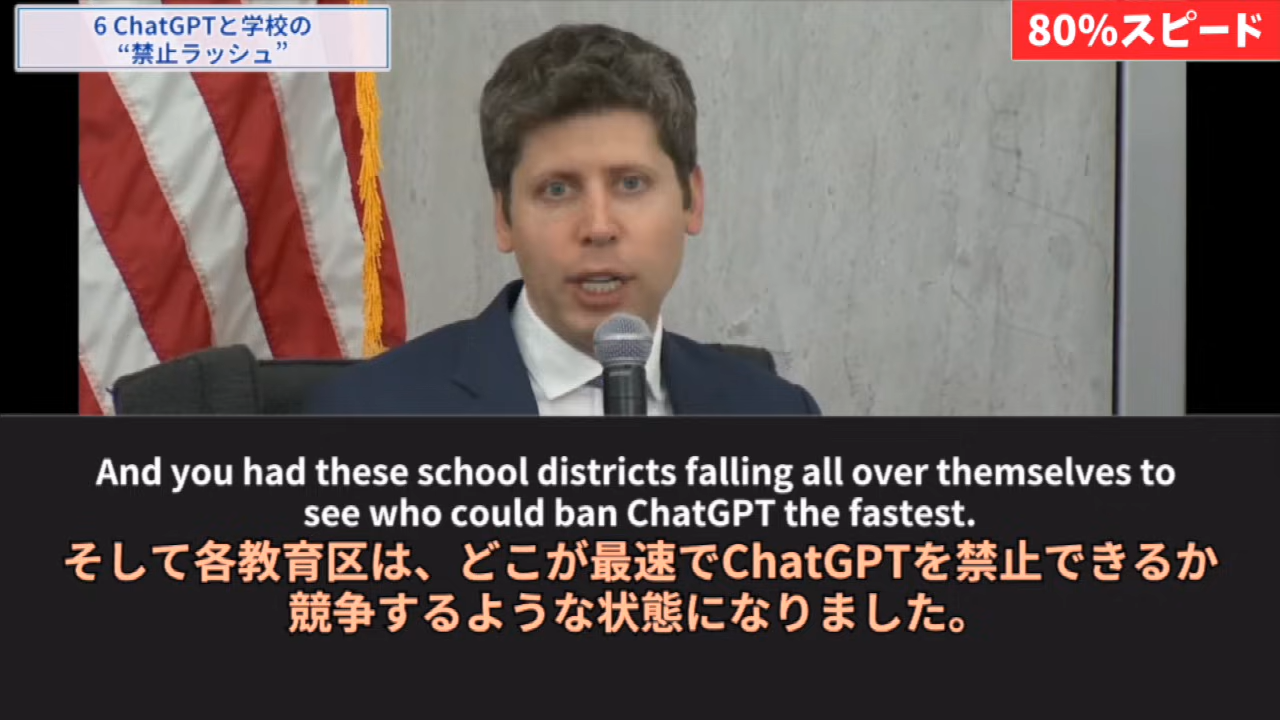 6 ChatGPTと学校の
“禁止ラッシュ”
80%スピード
And you had these school districts falling all over themselves to
see who could ban ChatGPT the fastest.
そして各教育区は、どこが最速でChatGPTを禁止できるか
競争するような状態になりました。